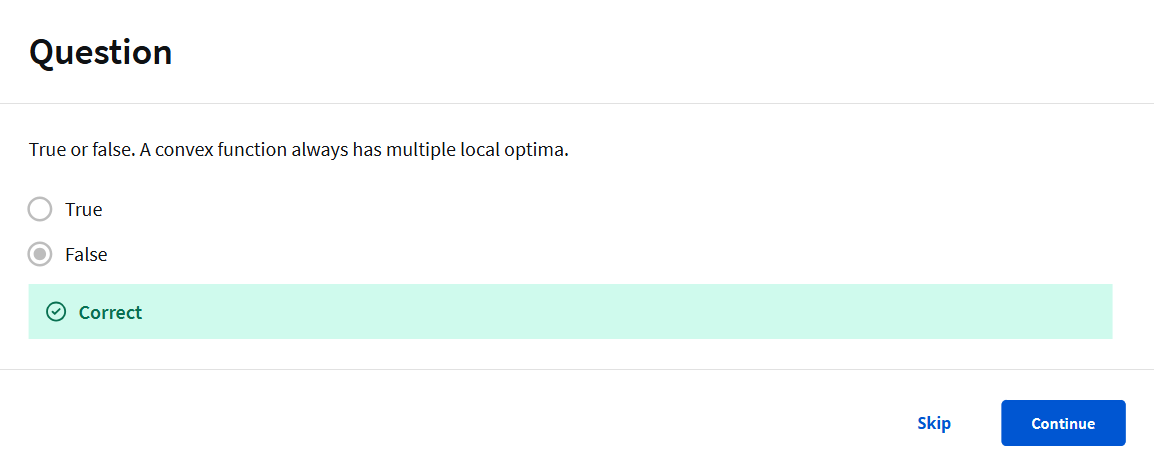 Question
True or false. A convex function always has multiple local optima.
True
False
Correct
Skip
Continue